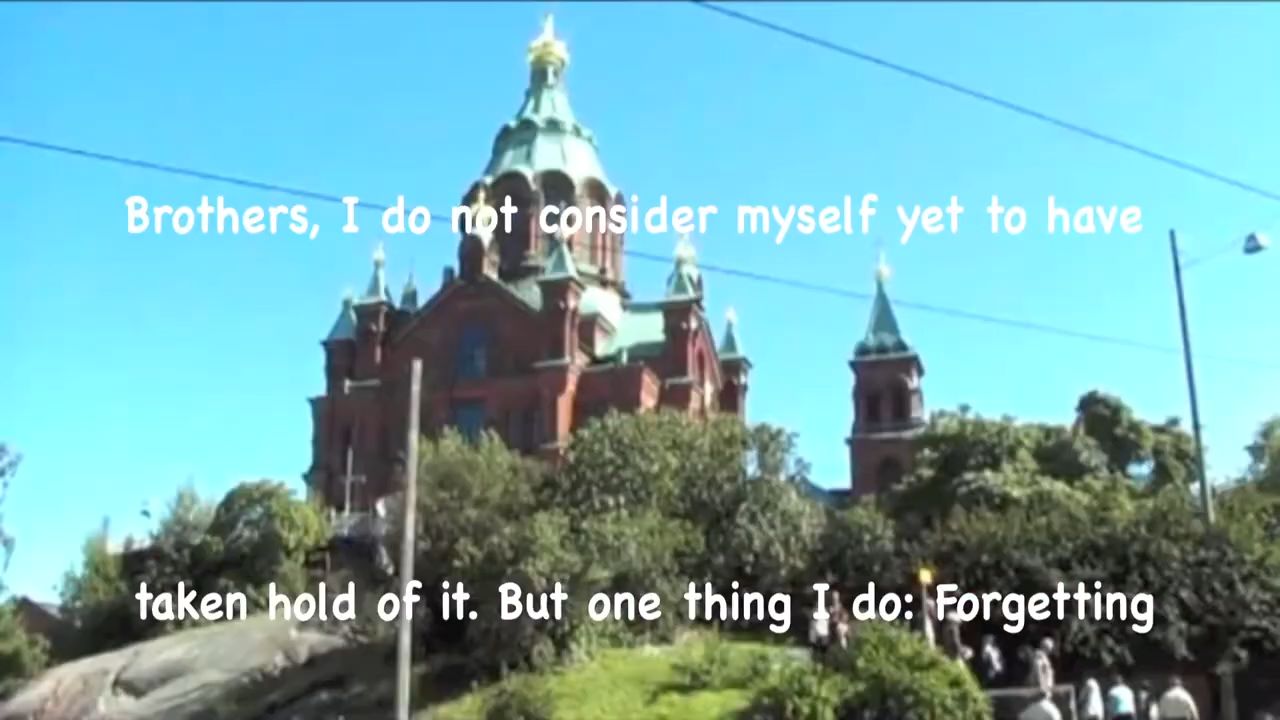 Brothers, I do not consider myself yet to have
taken hold of it. But one thing I do: Forgetting